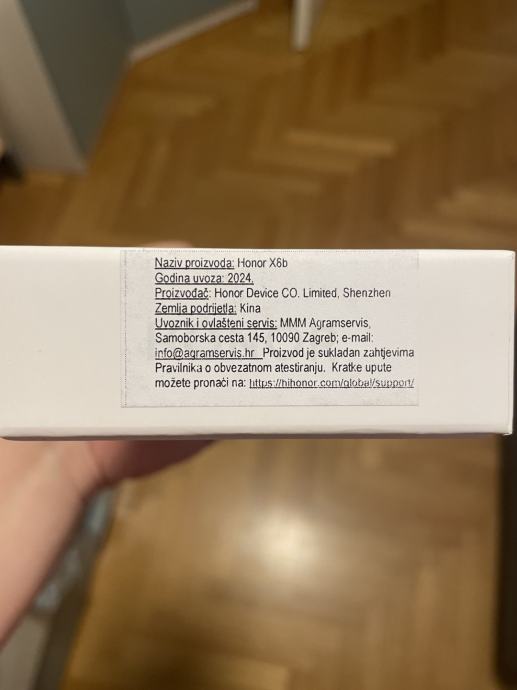 Naziv proizvoda: Honor X6b
Godina uvoza: 2024.
Proizvođač: Honor Device CO. Limited, Shenzhen
Zemlja podrijetla: Kina
Uvoznik i ovlašteni servis: MMM Agramservis,
Samoborska cesta 145, 10090 Zagreb; e-mail:
info@agramservis.hr Proizvod je sukladan zahtjevima
Pravilnika o obveznatom atestiranju. Kratke upute
možete pronaći na: https://hihonor.com/global/support/